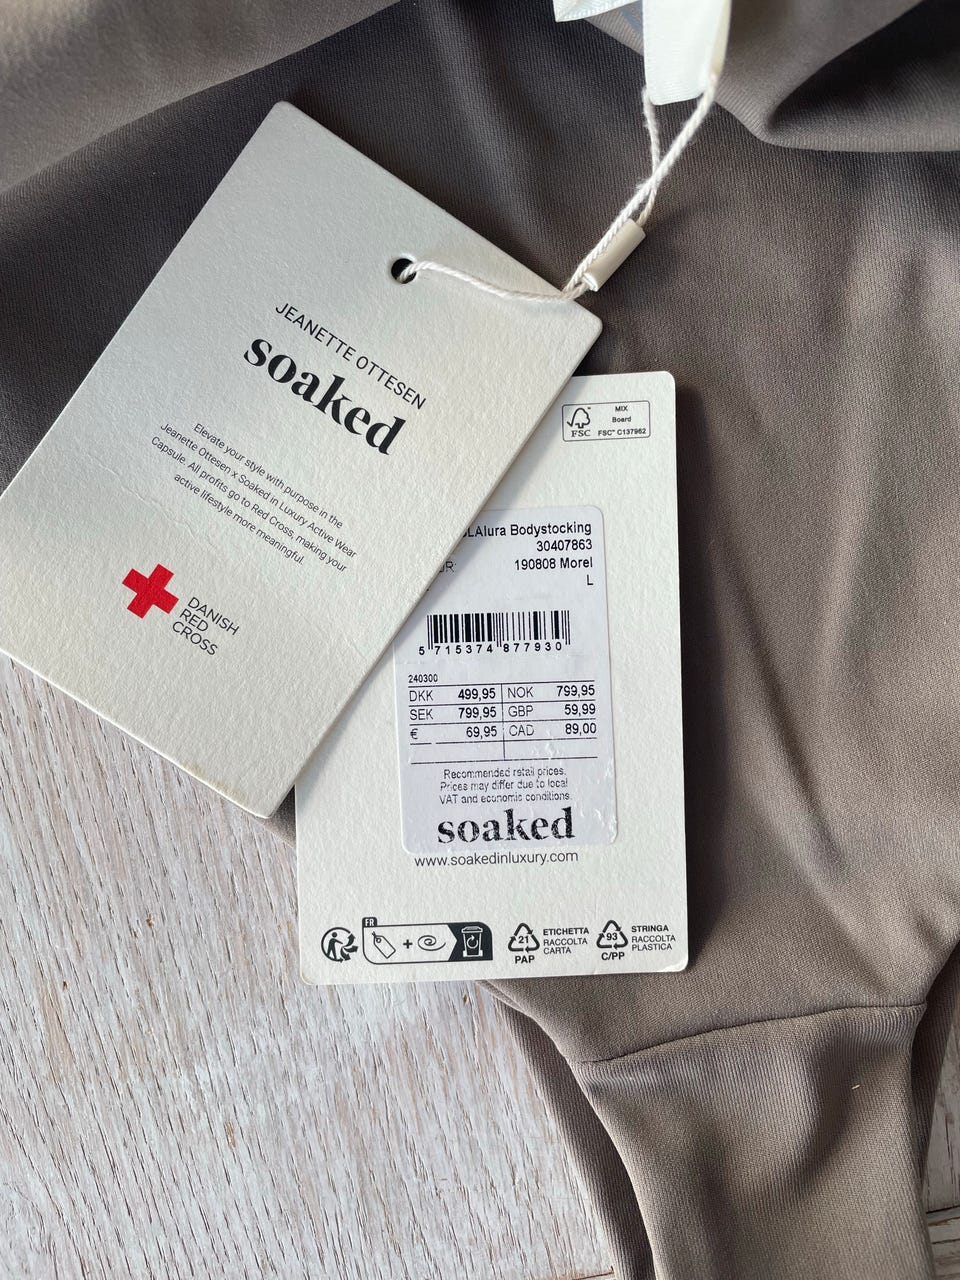 JEANETTE OTTESEN
soaked
Elevate your style with purpose in the
Jeanette Ottesen x Soaked in Luxury Active Wear
Capsule. All profits go to Red Cross, making your
active lifestyle more meaningful.
DANISH
RED
CROSS
FSC
MIX
Board
FSC™ C137962
LAlura Bodystocking
30407863
R: 190808 Morel
L
5 715374 877930
240300
DKK 499,95 NOK 799,95
SEK 799,95 GBP 59,99
€ 69,95 CAD 89,00
Recommended retail prices.
Prices may differ due to local
VAT and economic conditions.
soaked
www.soakedinluxury.com
FR
+
21
PAP
ETICHETTA
RACCOLTA
CARTA
93
C/PP
STRINGA
RACCOLTA
PLASTICA